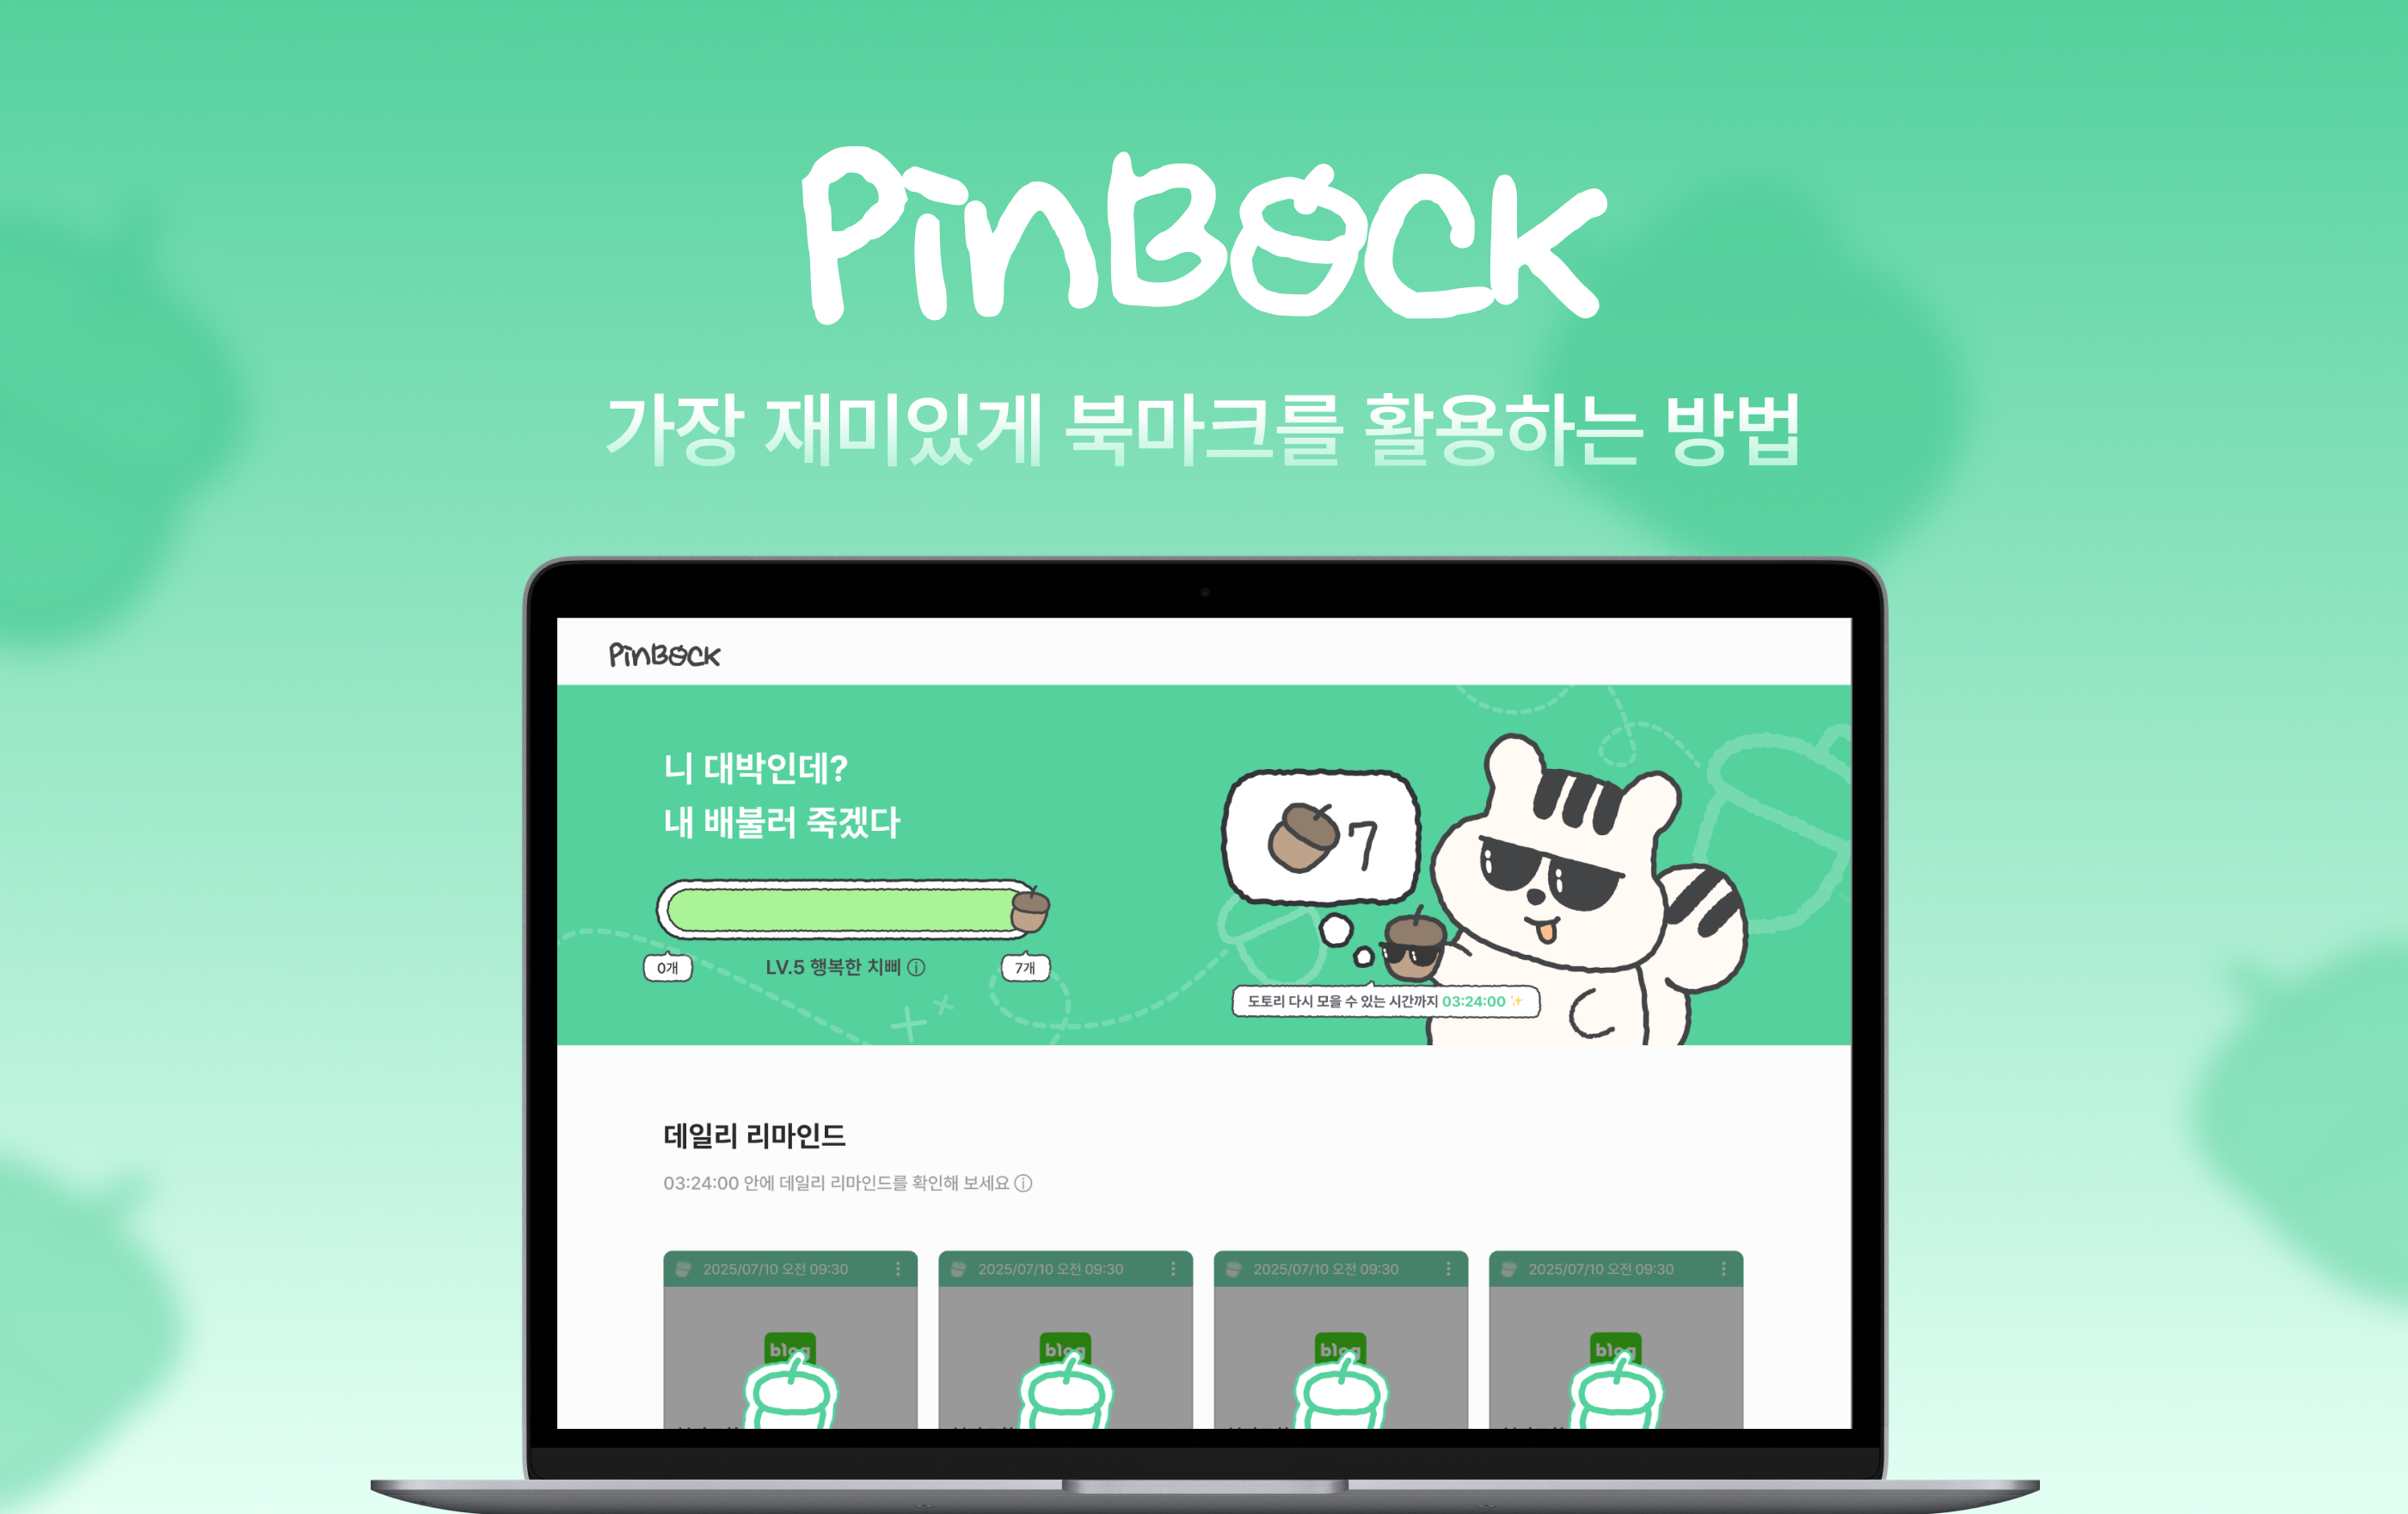 PinBOCK
가장 재미있게 북마크를 활용하는 방법
PinBOCK
니 대박인데?
내 배불러 죽겠다
7
0개
LV.5 행복한 치삐 ⓘ
7개
도토리 다시 모을 수 있는 시간까지 03:24:00 ✨
데일리 리마인드
03:24:00 안에 데일리 리마인드를 확인해 보세요 ⓘ
2025/07/10 오전 09:30
2025/07/10 오전 09:30
2025/07/10 오전 09:30
2025/07/10 오전 09:30
blog
blog
blog
blog